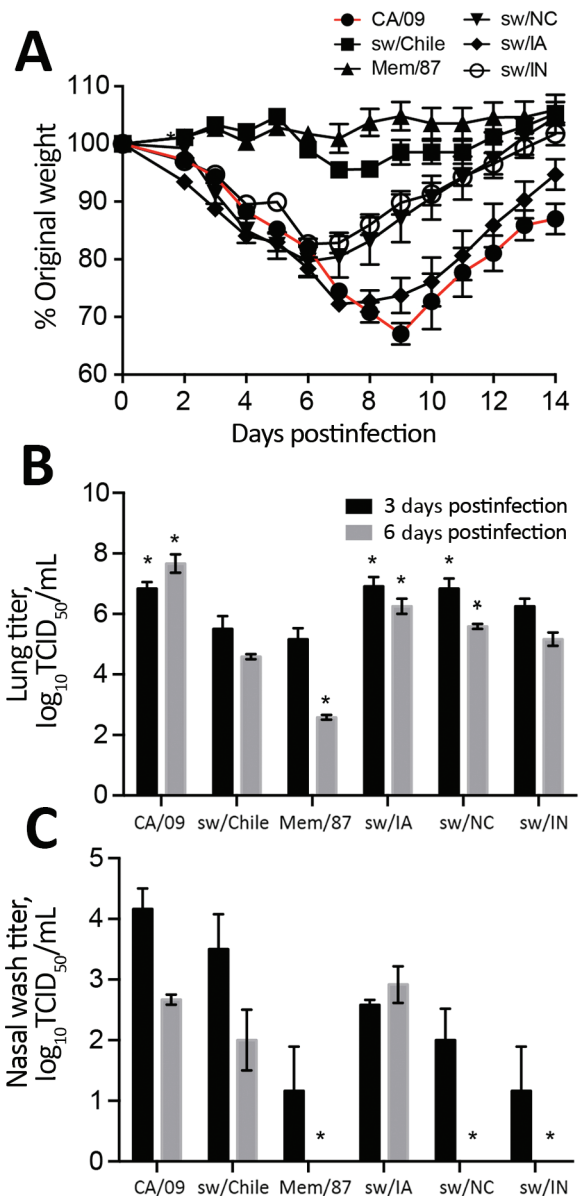 A
CA/09
sw/Chile
Mem/87
sw/NC
sw/IA
sw/IN
% Original weight
110
100
90
80
70
60
*
0 2 4 6 8 10 12 14
Days postinfection
B
Lung titer,
log10TCID50/mL
10
8
6
4
2
0
3 days postinfection
6 days postinfection
* * * * * * *
CA/09 sw/Chile Mem/87 sw/IA sw/NC sw/IN
C
Nasal wash titer,
log10TCID50/mL
5
4
3
2
1
0
* * *
CA/09 sw/Chile Mem/87 sw/IA sw/NC sw/IN